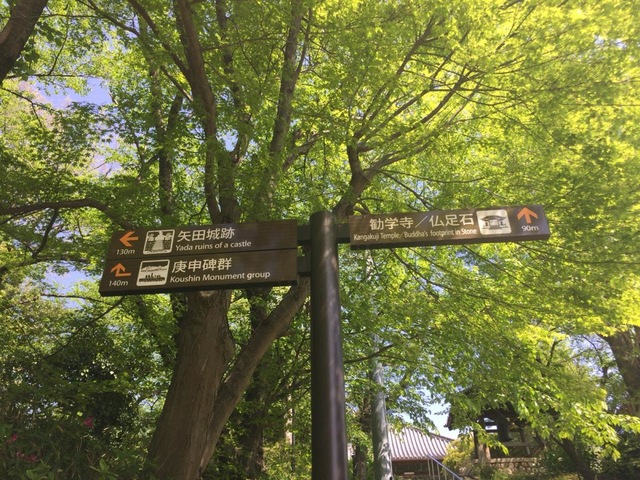 矢田城跡
Yada ruins of a castle
130m
庚申碑群
Koushin Monument group
140m
勧学寺／仏足石
Kangakuji Temple／Buddha's footprint in Stone
90m